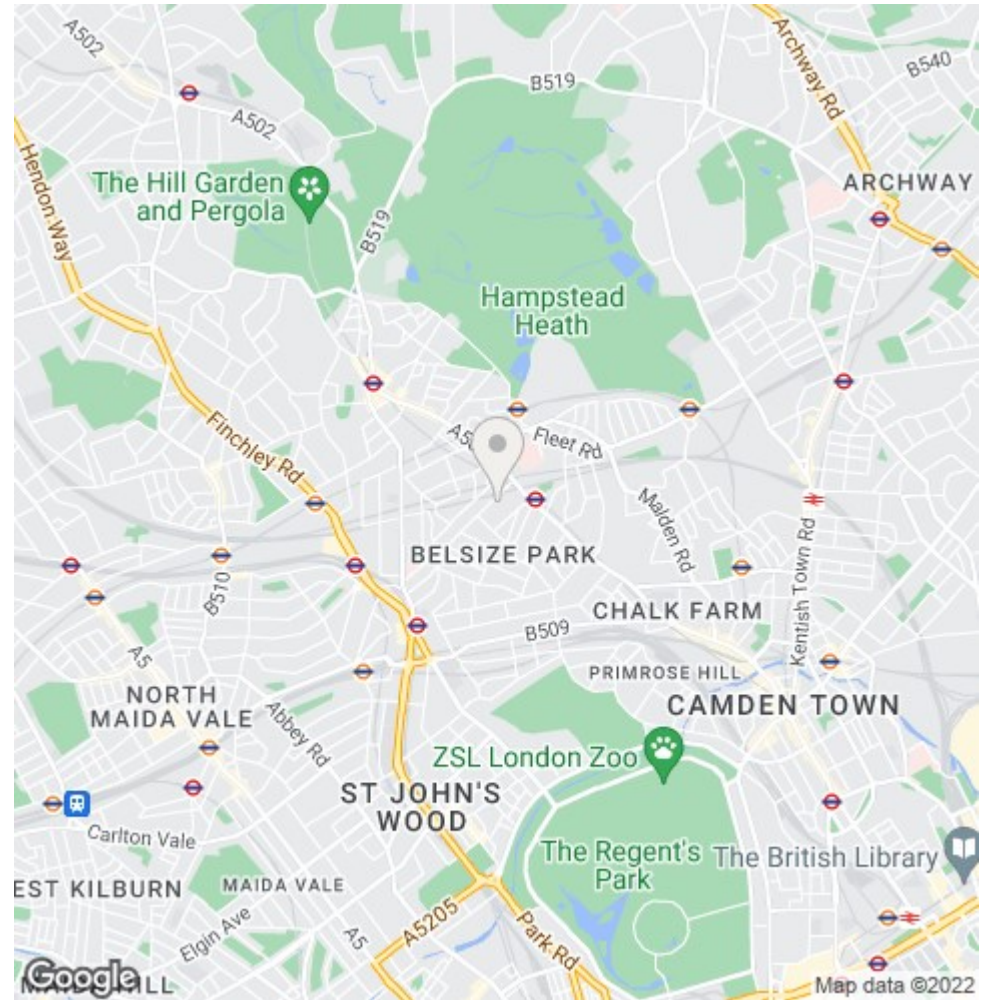 A502
Archway Rd
B540
B519
A502
Hendon Way
The Hill Garden
and Pergola
ARCHWAY
B519
Hampstead
Heath
Finchley Rd
Fleet Rd
Malden Rd
BELSIZE PARK
Kentish Town Rd
B510
CHALK FARM
B509
A5
PRIMROSE HILL
NORTH
MAIDA VALE
CAMDEN TOWN
Abbey Rd
ZSL London Zoo
ST JOHN'S
WOOD
Carlton Vale
The Regent's
Park
The British Library
EST KILBURN
MAIDA VALE
Elgin Ave
A5
A5205
Park Rd
Google
Map data ©2022